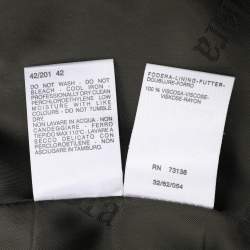 42/201 42
DO NOT WASH - DO NOT
BLEACH - COOL IRON -
PROFESSIONALLY DRY CLEAN
PERCHLOROETHYLENE, LOW
MOISTURE WITH LIKE
COLOURS - DO NOT TUMBLE
DRY.
NON LAVARE IN ACQUA - NON
CANDEGGIARE - FERRO
TIEPIDO MAX 110°C - LAVARE A
SECCO DELICATO CON
PERCLOROETILENE - NON
ASCIUGARE IN TAMBURO.
FODERA-LINING-FUTTER-
DOUBLURE-FORRO
100 % VISCOSA-VISCOSE-
VISKOSE-RAYON
RN 73136
32/62/054